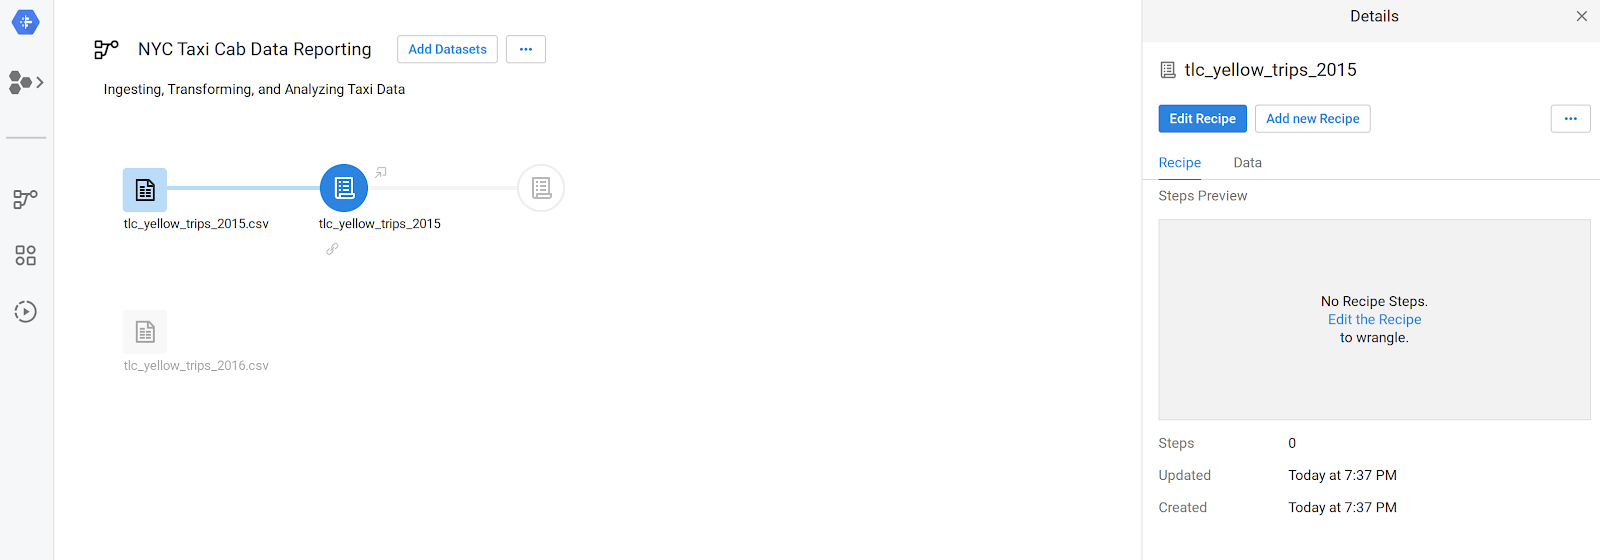 NYC Taxi Cab Data Reporting
Add Datasets
...
Ingesting, Transforming, and Analyzing Taxi Data
tlc_yellow_trips_2015.csv
tlc_yellow_trips_2015
tlc_yellow_trips_2016.csv
Details
tlc_yellow_trips_2015
Edit Recipe
Add new Recipe
...
Recipe
Data
Steps Preview
No Recipe Steps.
Edit the Recipe
to wrangle.
Steps 0
Updated Today at 7:37 PM
Created Today at 7:37 PM